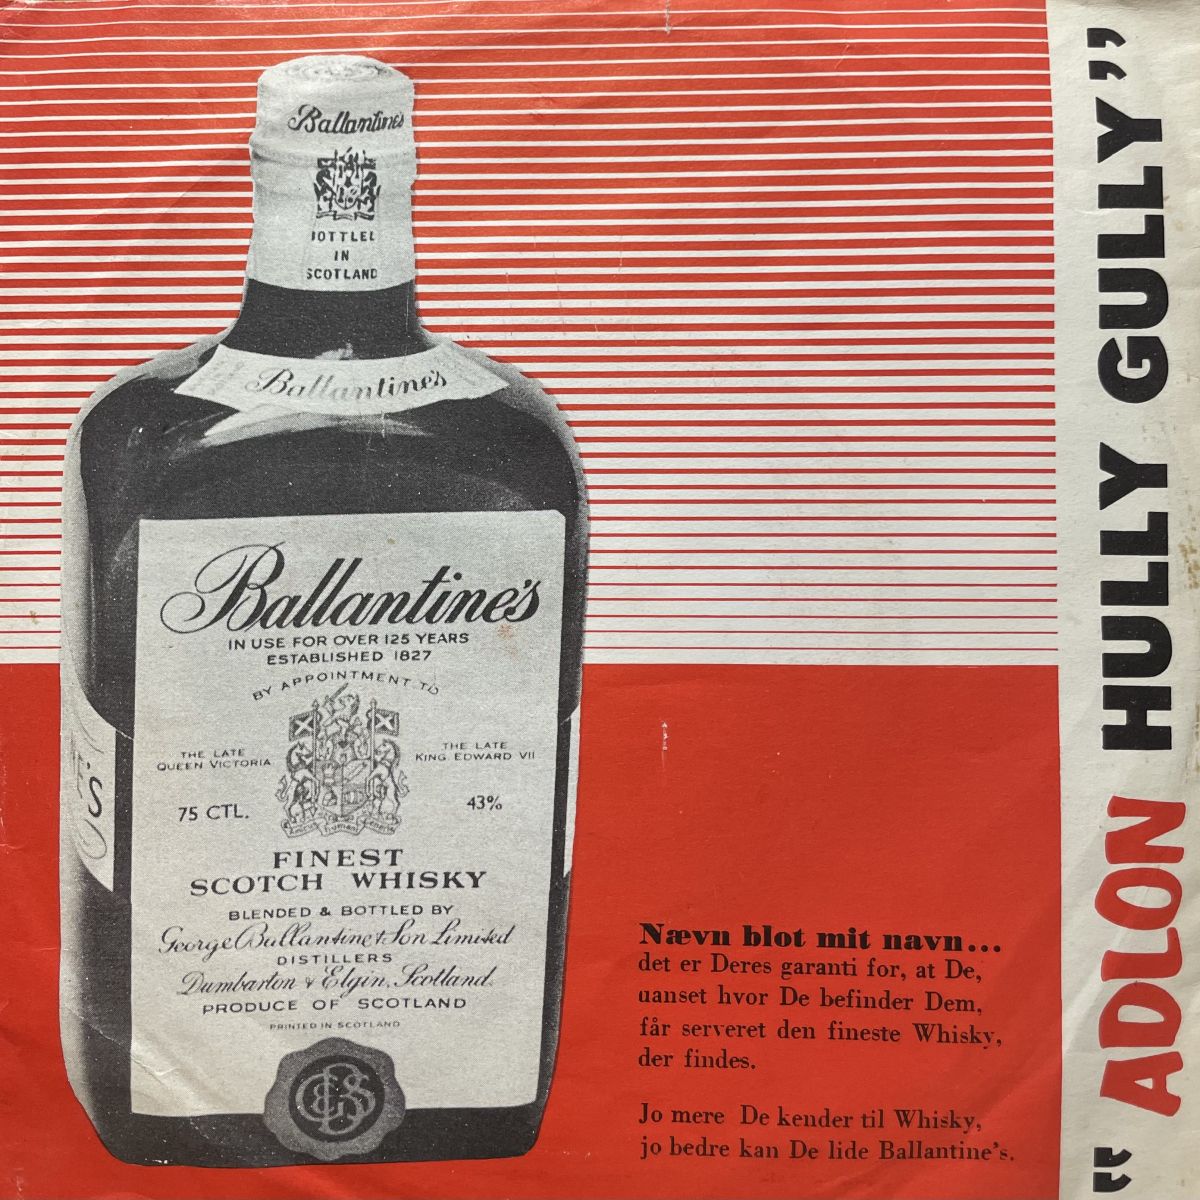 Ballantine's
BOTTLED
IN
SCOTLAND
Ballantine's
Ballantine's
IN USE FOR OVER 125 YEARS
ESTABLISHED 1827
BY APPOINTMENT TO
THE LATE
QUEEN VICTORIA
THE LATE
KING EDWARD VII
75 CTL.
43%
Amicus Humani Generis
FINEST
SCOTCH WHISKY
BLENDED & BOTTLED BY
George Ballantine & Son Limited
DISTILLERS
Dumbarton & Elgin, Scotland.
PRODUCE OF SCOTLAND
PRINTED IN SCOTLAND
E'S
GBS
Nævn blot mit navn...
det er Deres garanti for, at De,
uanset hvor De befinder Dem,
får serveret den fineste Whisky,
der findes.
Jo mere De kender til Whisky,
jo bedre kan De lide Ballantine's.
"ADLON HULLY GULLY"